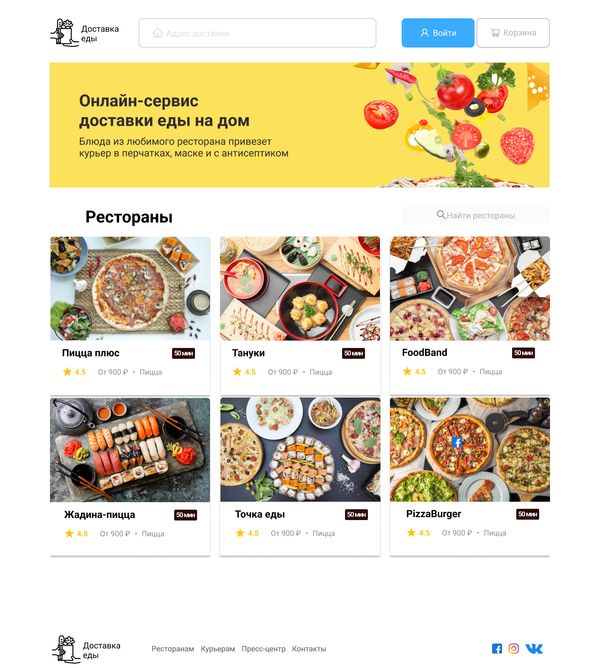 Доставка
еды
Адрес доставки
Войти
Корзина
Онлайн-сервис
доставки еды на дом
Блюда из любимого ресторана привезет
курьер в перчатках, маске и с антисептиком
Рестораны
Найти рестораны
Пицца плюс
50 мин
4.5 От 900 ₽ • Пицца
Тануки
50 мин
4.5 От 900 ₽ • Пицца
FoodBand
50 мин
4.5 От 900 ₽ • Пицца
Жадина-пицца
50 мин
4.5 От 900 ₽ • Пицца
Точка еды
50 мин
4.5 От 900 ₽ • Пицца
PizzaBurger
50 мин
4.5 От 900 ₽ • Пицца
Доставка
еды
Ресторанам Курьерам Пресс-центр Контакты